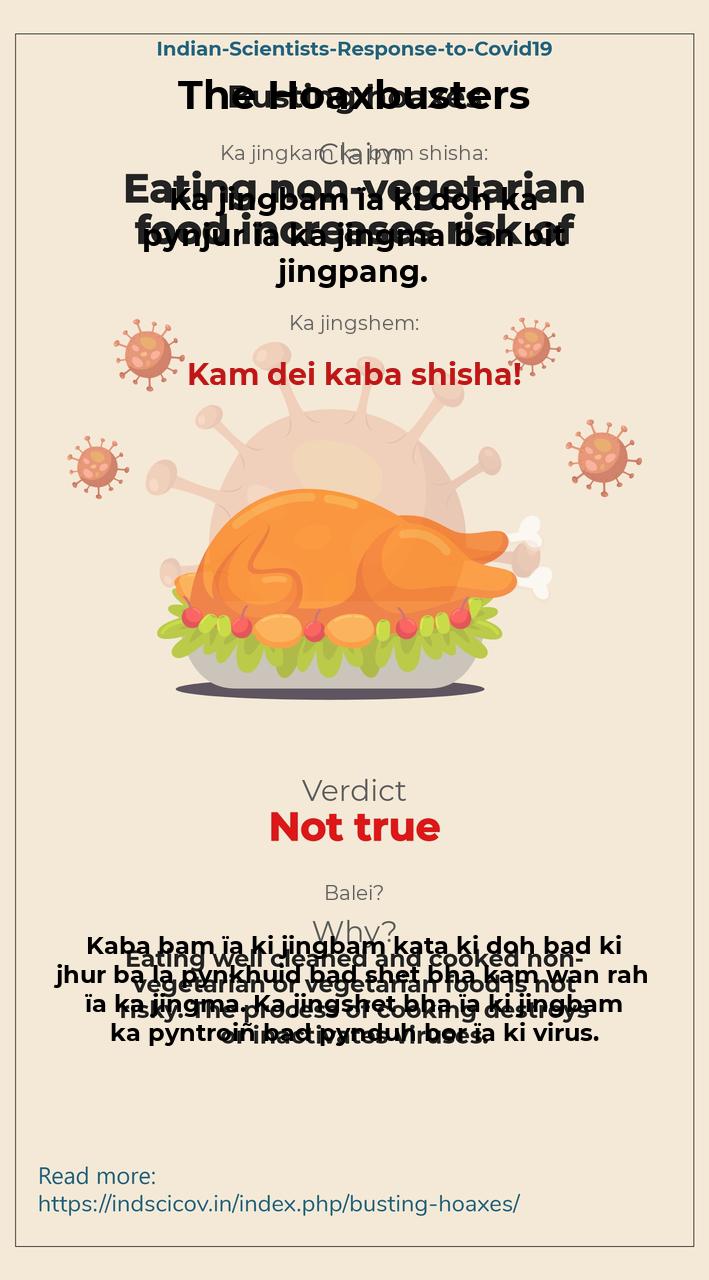 Indian-Scientists-Response-to-Covid19
The Hoaxbusters
Busting hoaxes
Ka jingkam ka bym shisha:
Claim
Eating non-vegetarian
food increases risk of
Ka jingbam ïa ki doh ka
pynjur ïa ka jingma ban bit
jingpang.
Ka jingshem:
Kam dei kaba shisha!
Verdict
Not true
Balei?
Why?
Kaba bam ïa ki jingbam kata ki doh bad ki
jhur ba la pynkhuid bad shet bha kam wan rah
ïa ka jingma. Ka jingshet bha ïa ki jingbam
ka pyntroiñ bad pynduh bor ïa ki virus.
Eating well cleaned and cooked non-
vegetarian or vegetarian food is not
risky. The process of cooking destroys
or inactivates viruses.
Read more:
https://indscicov.in/index.php/busting-hoaxes/